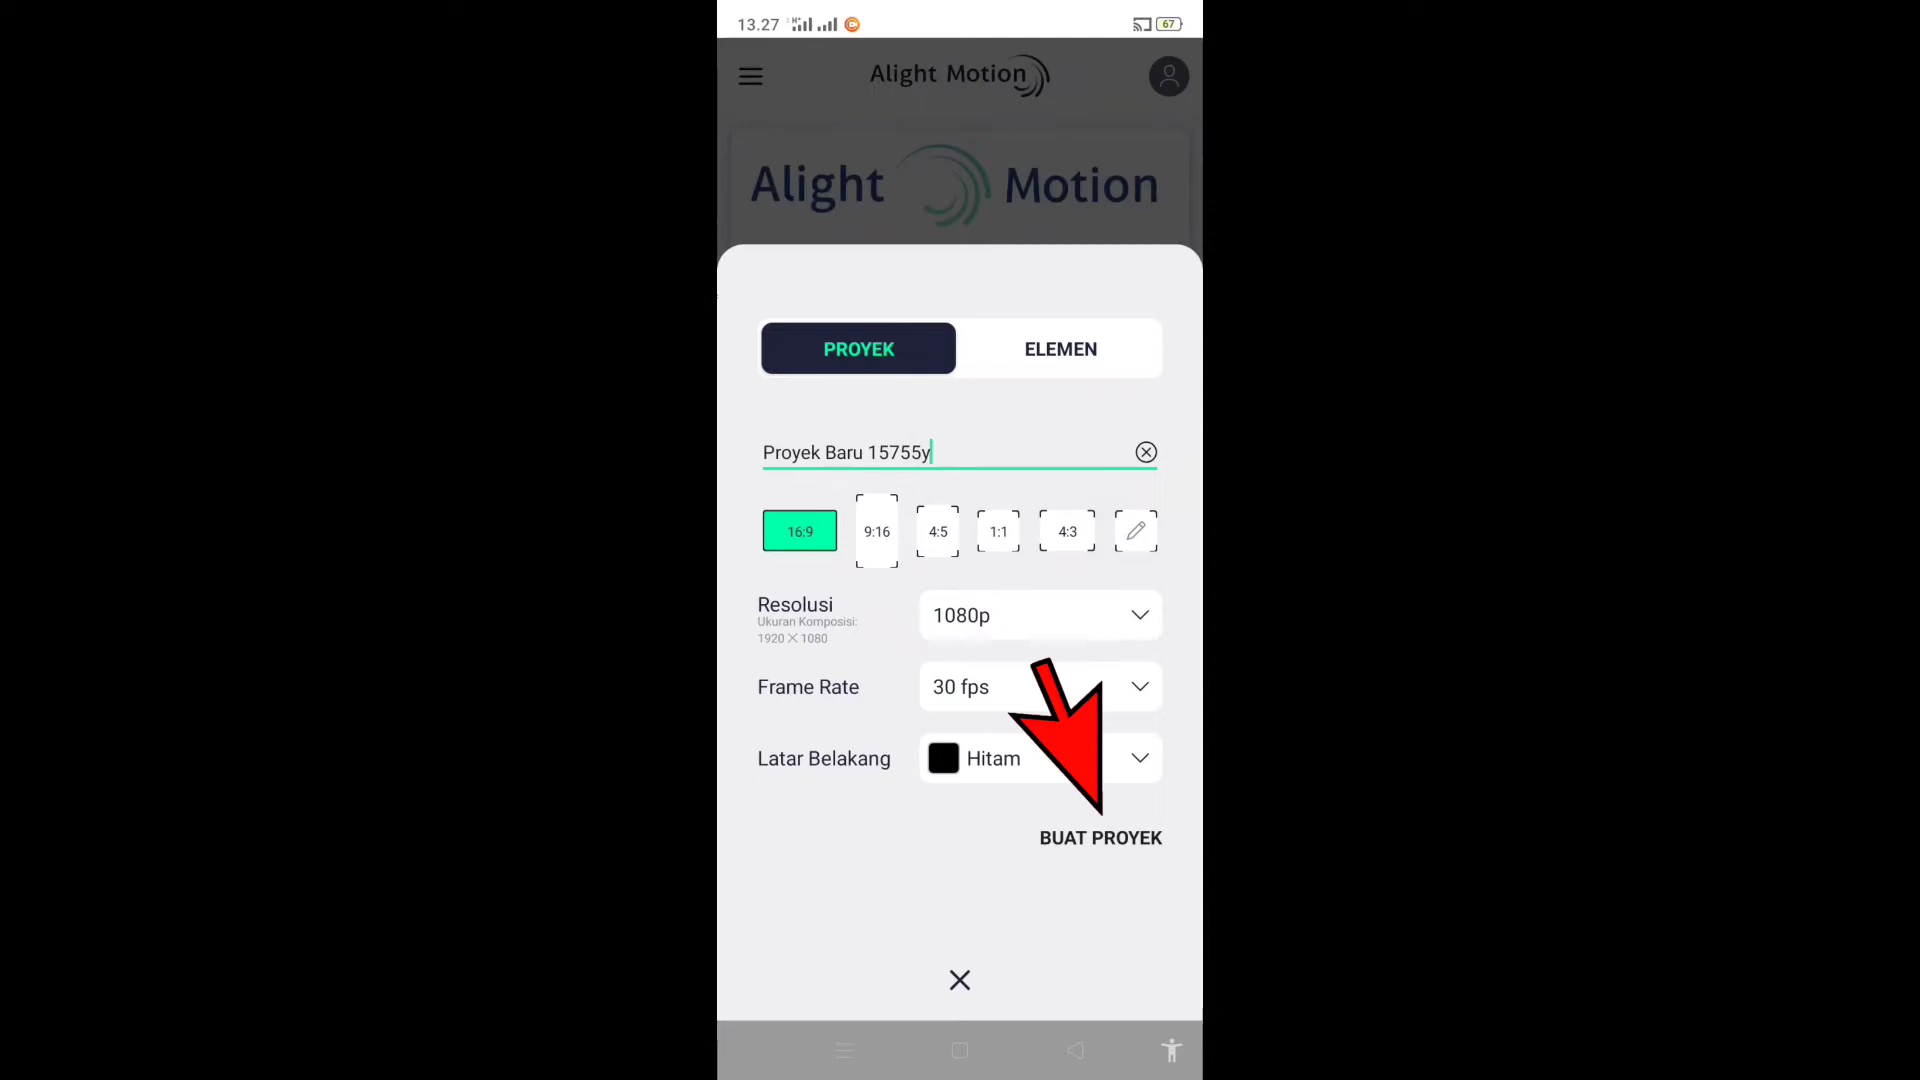 13.27
67
Alight Motion
Alight Motion
PROYEK
ELEMEN
Proyek Baru 15755y
16:9
9:16
4:5
1:1
4:3
Resolusi
Ukuran Komposisi:
1920 × 1080
1080p
Frame Rate
30 fps
Latar Belakang
Hitam
BUAT PROYEK